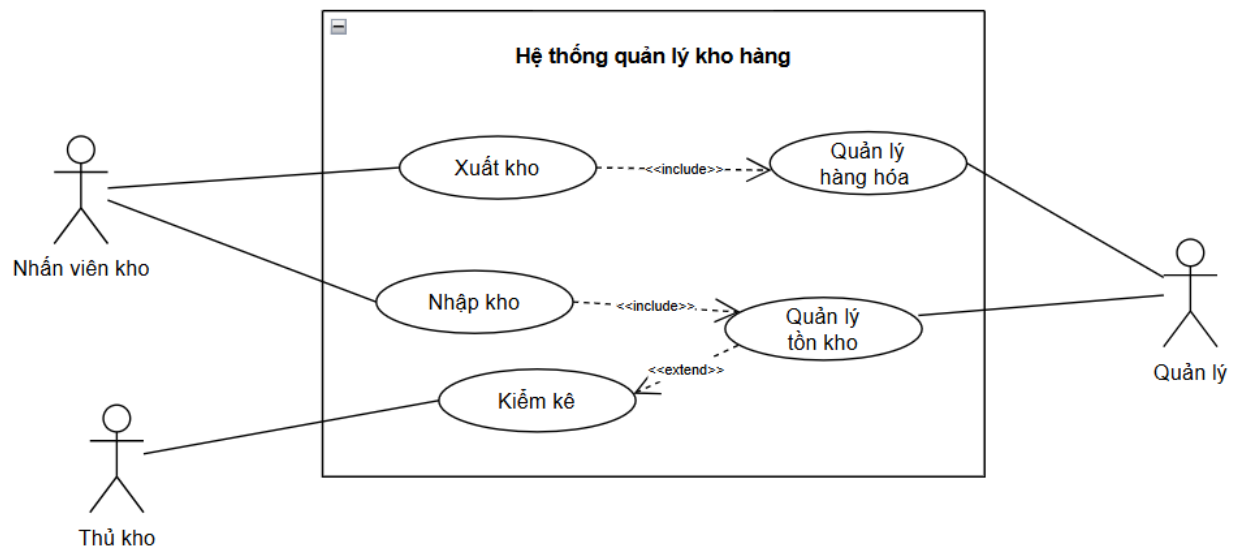 Hệ thống quản lý kho hàng
Xuất kho
<<include>>
Quản lý
hàng hóa
Nhấn viên kho
Nhập kho
<<include>>
Quản lý
tồn kho
<<extend>>
Quản lý
Kiểm kê
Thủ kho